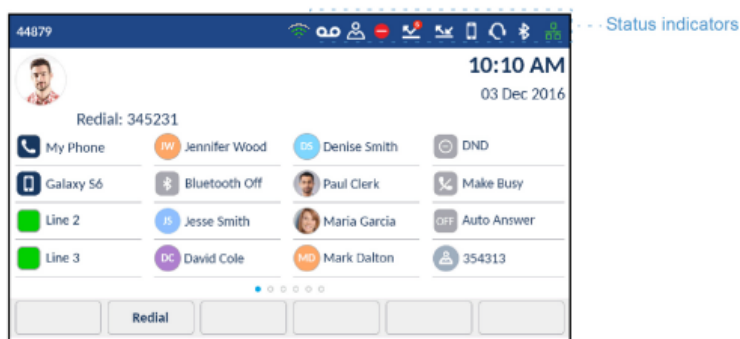 44879
Status indicators
10:10 AM
03 Dec 2016
Redial: 345231
My Phone JW Jennifer Wood DS Denise Smith DND
Galaxy S6 Bluetooth Off Paul Clerk Make Busy
Line 2 JS Jesse Smith Maria Garcia OFF Auto Answer
Line 3 DC David Cole MD Mark Dalton 354313
Redial